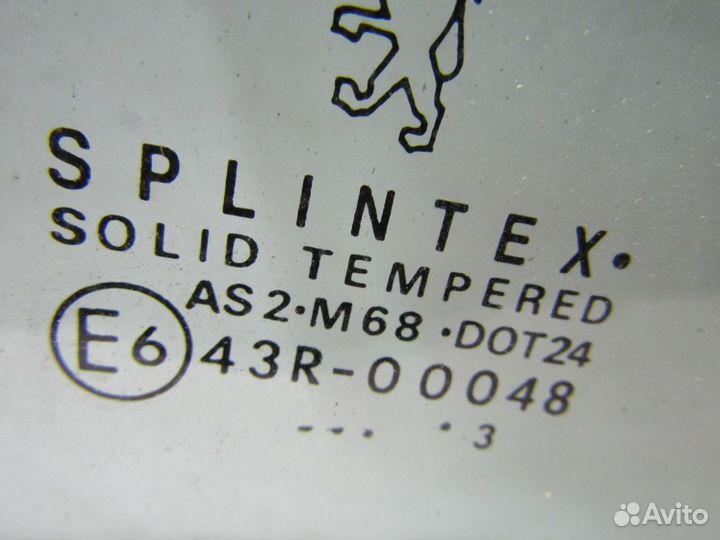 SPLINTEX•
SOLID TEMPERED
AS2•M68•DOT24
E6 43R-00048
--- •3
Avito